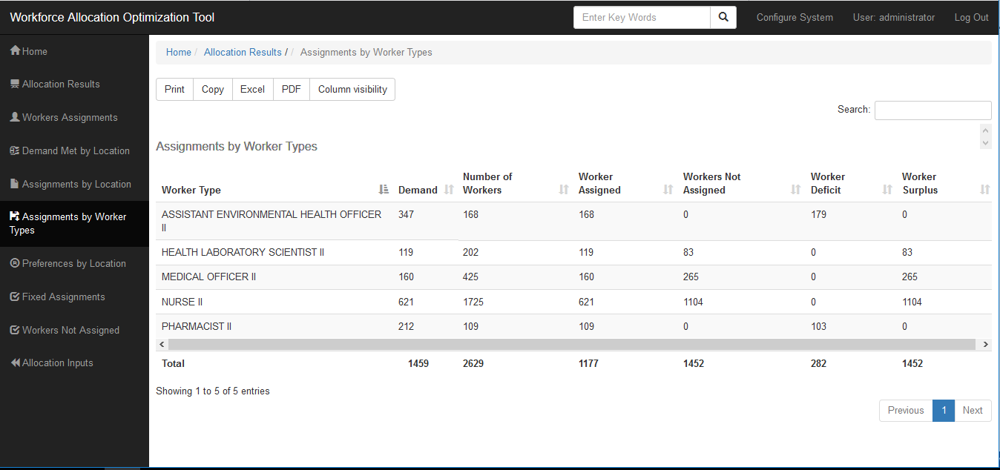 Workforce Allocation Optimization Tool
Enter Key Words
Configure System
User: administrator
Log Out
Home
Allocation Results
Workers Assignments
Demand Met by Location
Assignments by Location
Assignments by Worker
Types
Preferences by Location
Fixed Assignments
Workers Not Assigned
Allocation Inputs
Home / Allocation Results / / Assignments by Worker Types
Print Copy Excel PDF Column visibility
Search:
Assignments by Worker Types
Number of Worker Workers Not Worker Worker
Worker Type Demand Workers Assigned Assigned Deficit Surplus
ASSISTANT ENVIRONMENTAL HEALTH OFFICER 347 168 168 0 179 0
II
HEALTH LABORATORY SCIENTIST II 119 202 119 83 0 83
MEDICAL OFFICER II 160 425 160 265 0 265
NURSE II 621 1725 621 1104 0 1104
PHARMACIST II 212 109 109 0 103 0
Total 1459 2629 1177 1452 282 1452
Showing 1 to 5 of 5 entries
Previous 1 Next